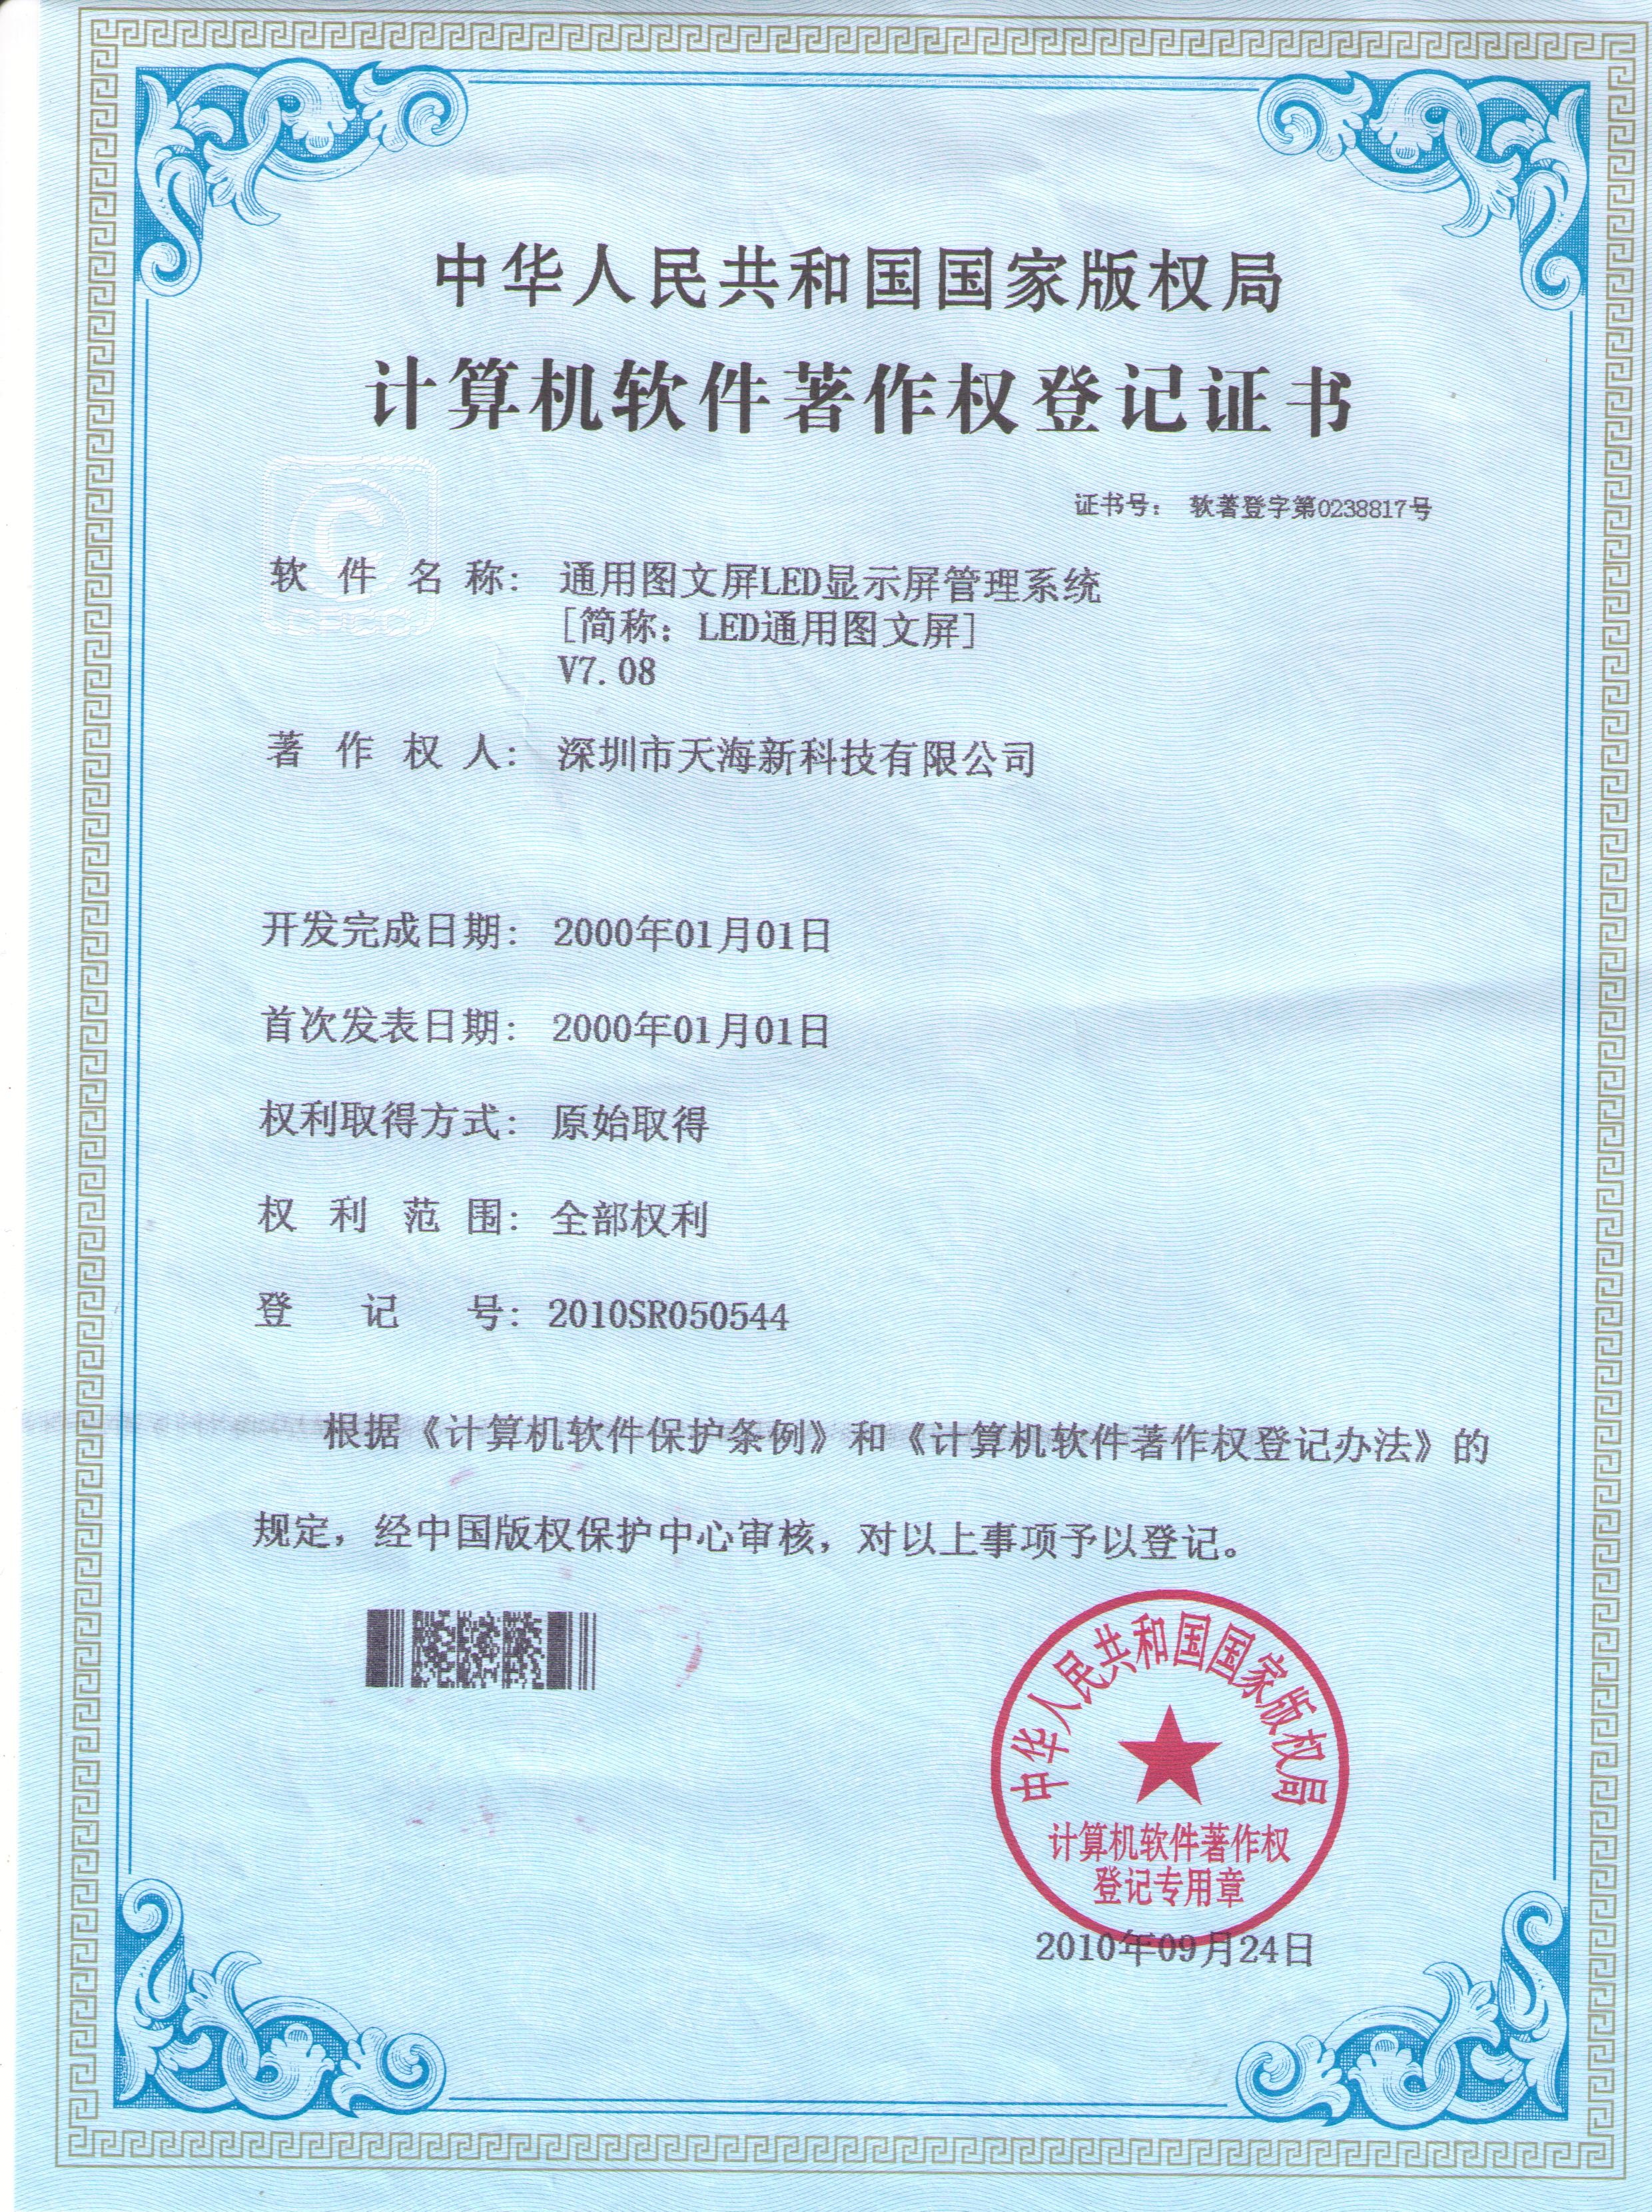 中华人民共和国国家版权局
计算机软件著作权登记证书
证书号： 软著登字第0238817号
软件名称： 通用图文屏LED显示屏管理系统
[简称：LED通用图文屏]
V7.08
著作权人： 深圳市天海新科技有限公司
开发完成日期： 2000年01月01日
首次发表日期： 2000年01月01日
权利取得方式： 原始取得
权利范围： 全部权利
登记号： 2010SR050544
根据《计算机软件保护条例》和《计算机软件著作权登记办法》的
规定，经中国版权保护中心审核，对以上事项予以登记。
中华人民共和国国家版权局
计算机软件著作权
登记专用章
2010年09月24日